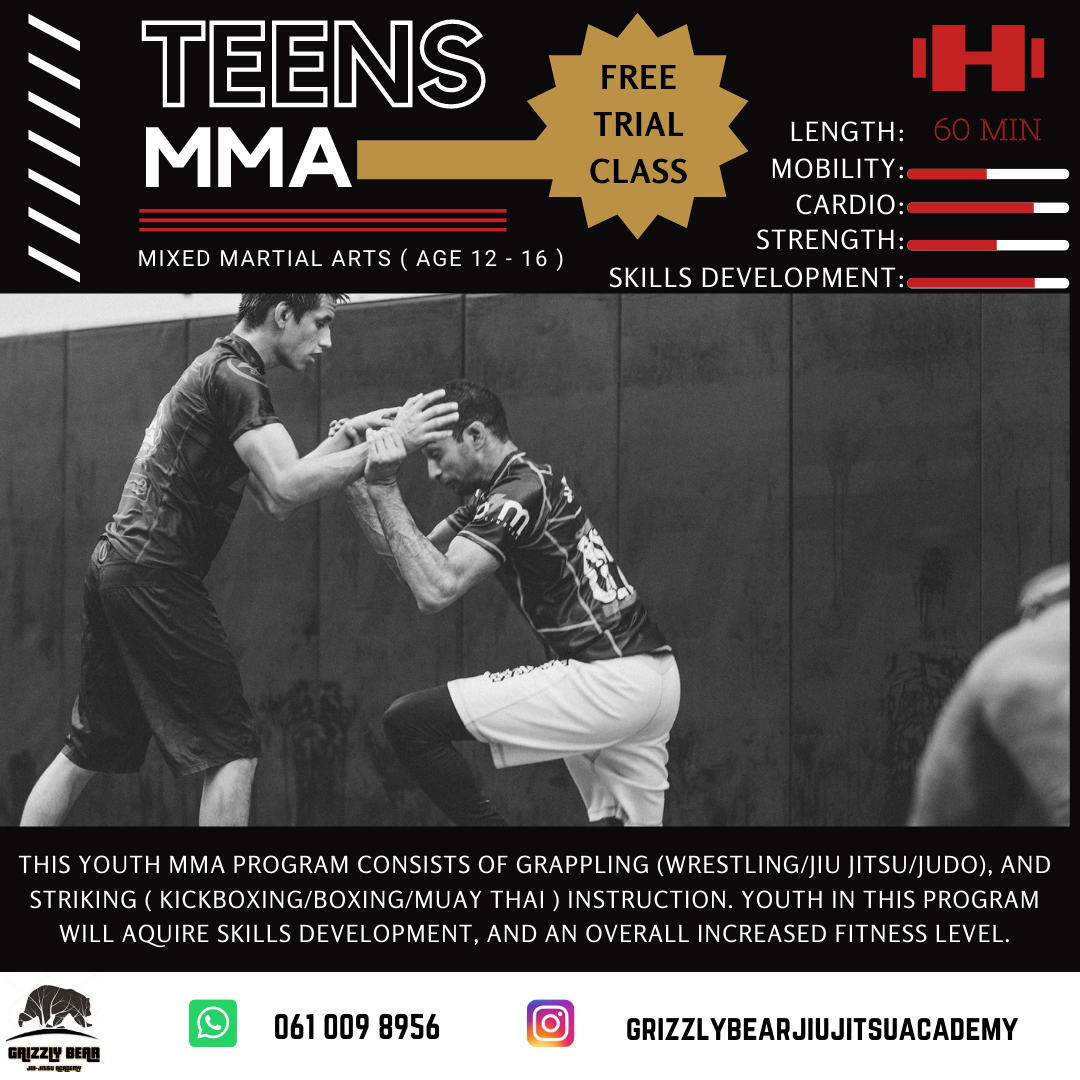 TEENS
MMA
MIXED MARTIAL ARTS ( AGE 12 - 16 )
FREE
TRIAL
CLASS
LENGTH: 60 MIN
MOBILITY:
CARDIO:
STRENGTH:
SKILLS DEVELOPMENT:
THIS YOUTH MMA PROGRAM CONSISTS OF GRAPPLING (WRESTLING/JIU JITSU/JUDO), AND
STRIKING ( KICKBOXING/BOXING/MUAY THAI ) INSTRUCTION. YOUTH IN THIS PROGRAM
WILL AQUIRE SKILLS DEVELOPMENT, AND AN OVERALL INCREASED FITNESS LEVEL.
GRIZZLY BEAR
JIU-JITSU ACADEMY
061 009 8956
GRIZZLYBEARJIUJITSUACADEMY